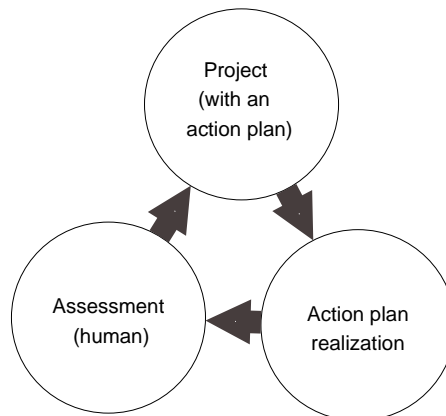 Project
(with an
action plan)
Assessment
(human)
Action plan
realization